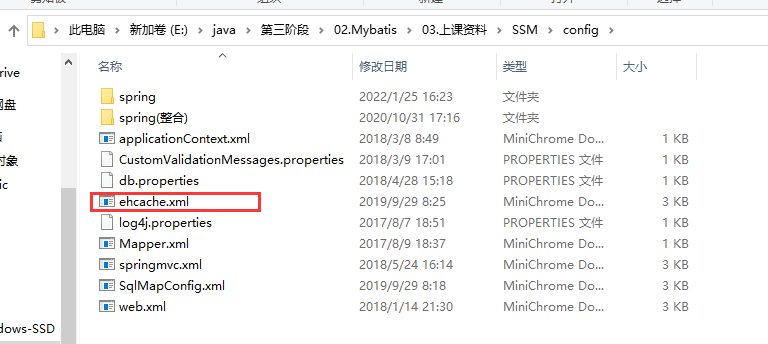 此电脑 > 新加卷 (E:) > java > 第三阶段 > 02.Mybatis > 03.上课资料 > SSM > config >
名称 修改日期 类型 大小
spring 2022/1/25 16:23 文件夹
spring(整合) 2020/10/31 17:16 文件夹
applicationContext.xml 2018/3/8 8:49 MiniChrome Do... 1 KB
CustomValidationMessages.properties 2018/3/9 17:01 PROPERTIES 文件 1 KB
db.properties 2018/4/28 15:18 PROPERTIES 文件 1 KB
ehcache.xml 2019/9/29 8:25 MiniChrome Do... 3 KB
log4j.properties 2017/8/7 18:51 PROPERTIES 文件 1 KB
Mapper.xml 2017/8/9 18:37 MiniChrome Do... 1 KB
springmvc.xml 2018/5/24 16:14 MiniChrome Do... 3 KB
SqlMapConfig.xml 2019/9/29 8:18 MiniChrome Do... 3 KB
web.xml 2018/1/14 21:30 MiniChrome Do... 3 KB
rive
网盘
对象
ic
dows-SSD